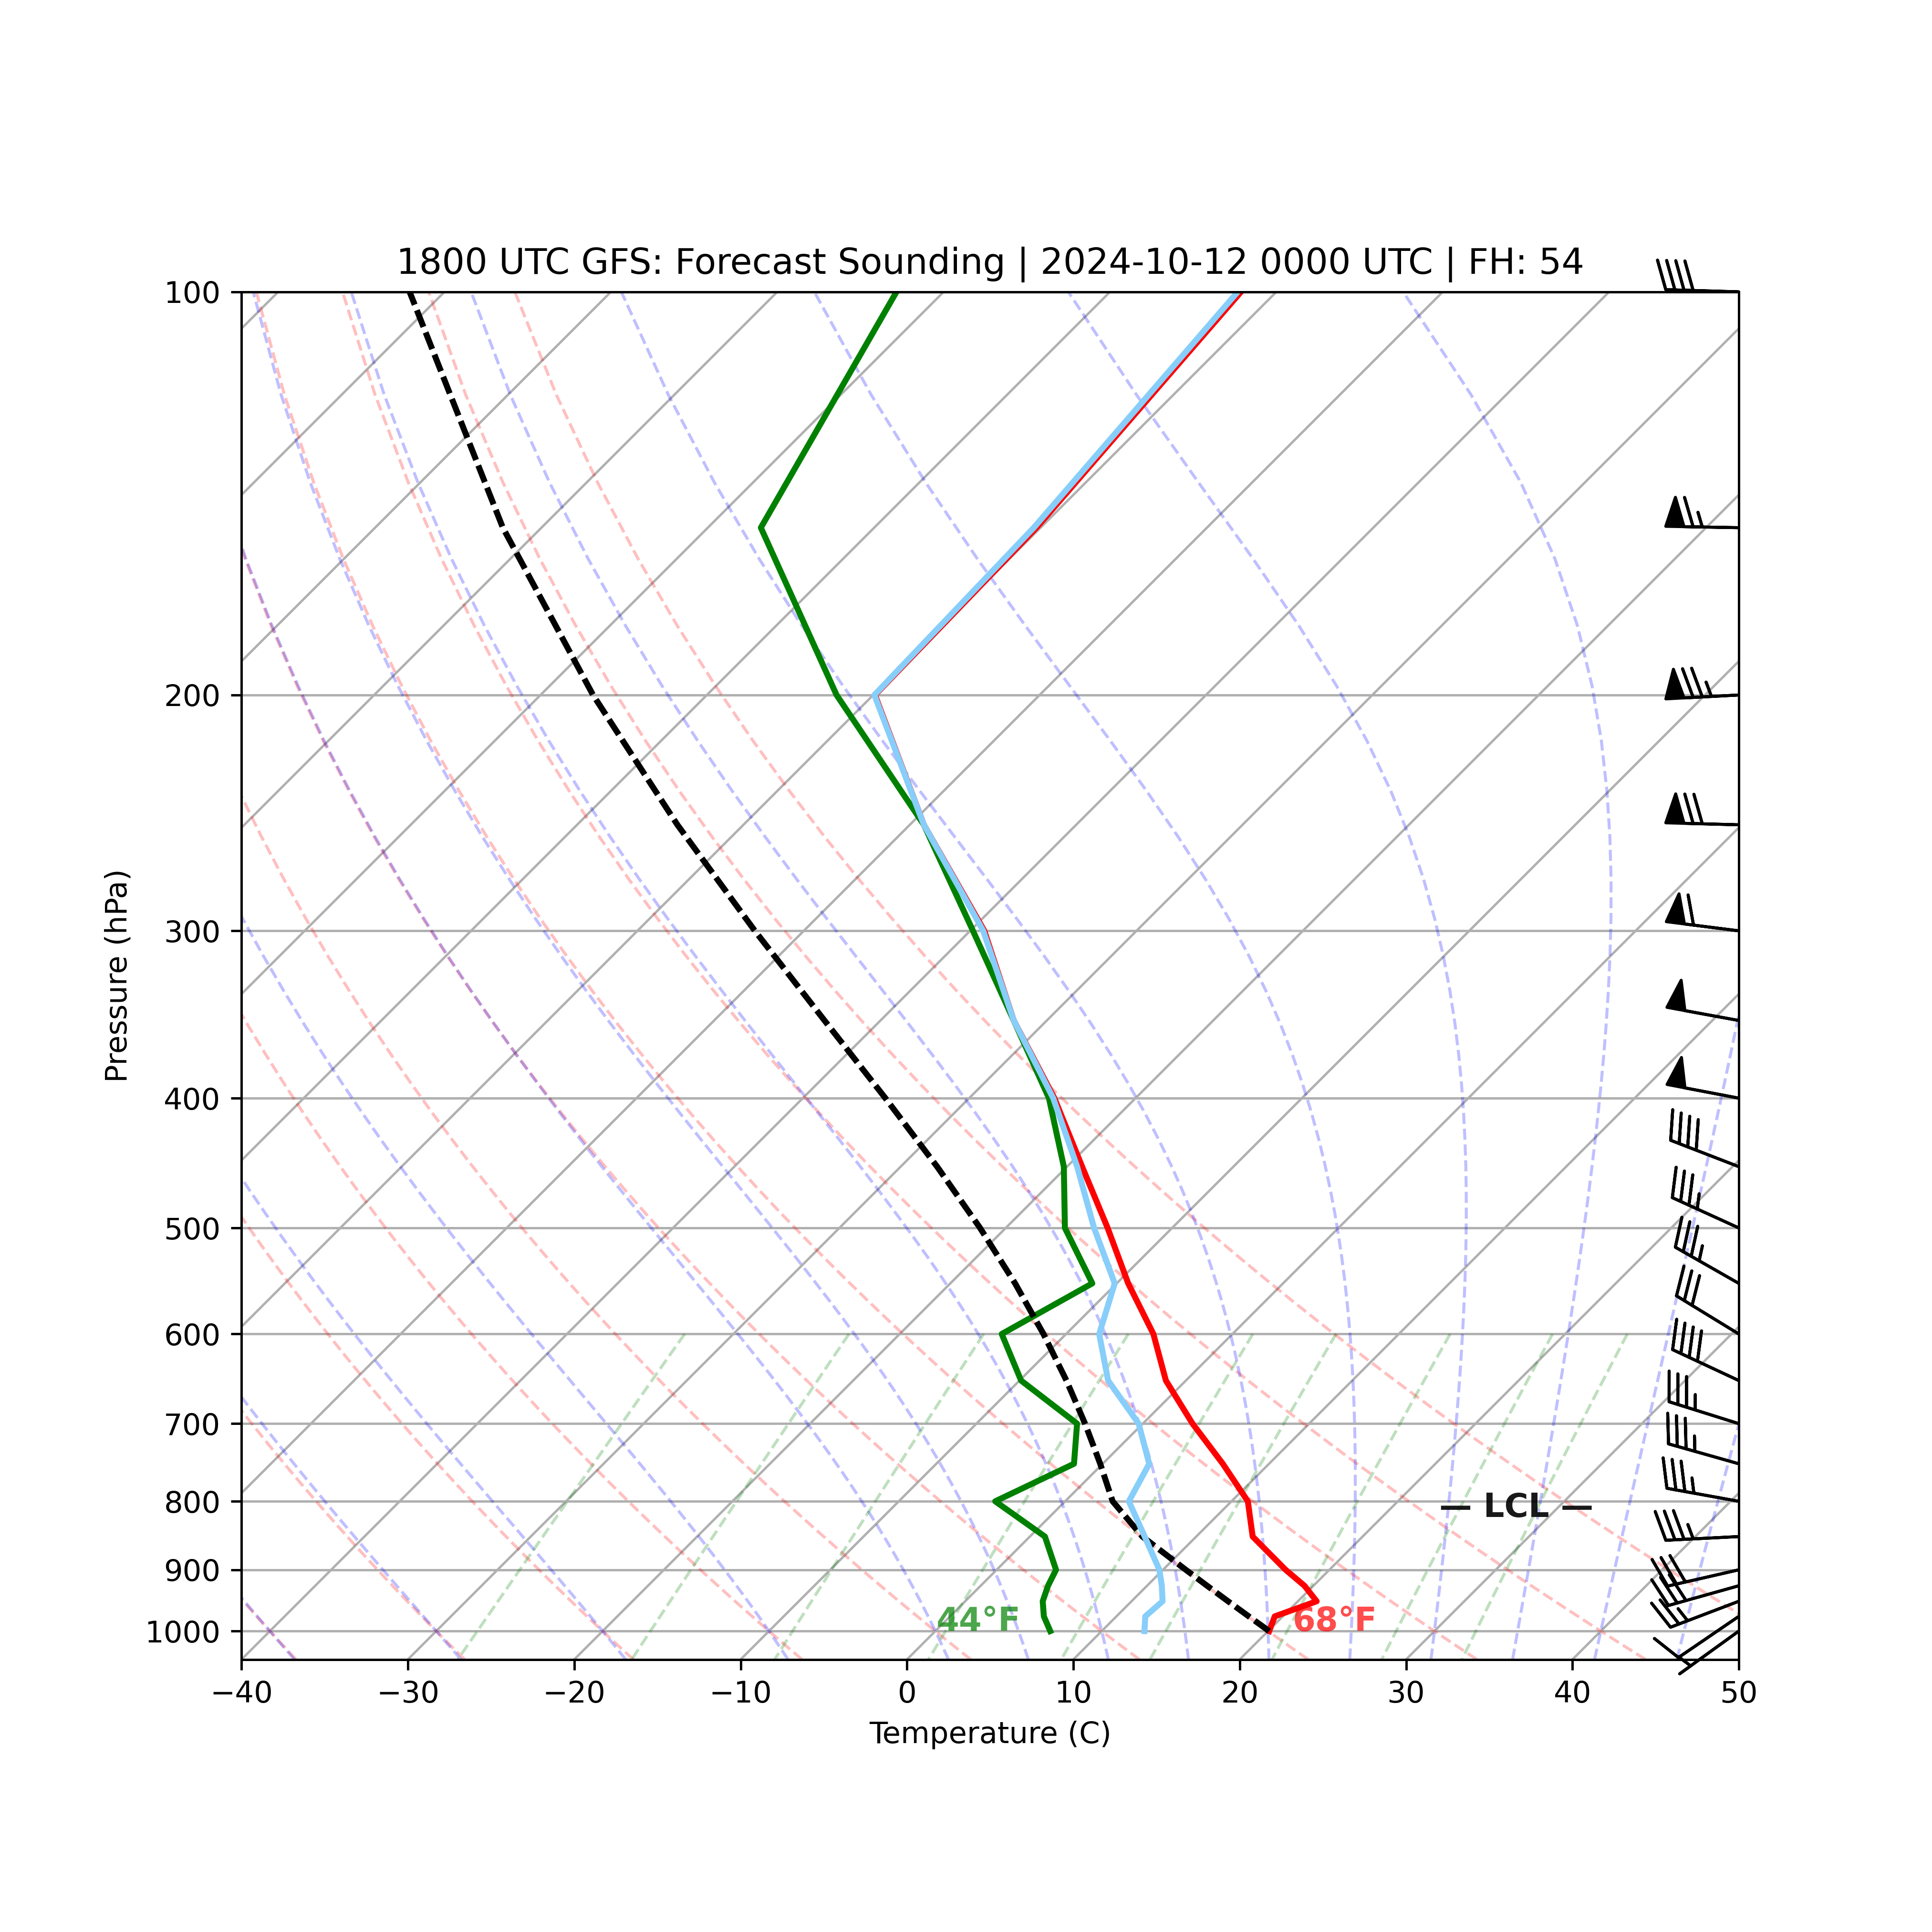 1800 UTC GFS: Forecast Sounding | 2024-10-12 0000 UTC | FH: 54
100
200
300
400
500
600
700
800
900
1000
Pressure (hPa)
— LCL —
44°F
68°F
−40 −30 −20 −10 0 10 20 30 40 50
Temperature (C)